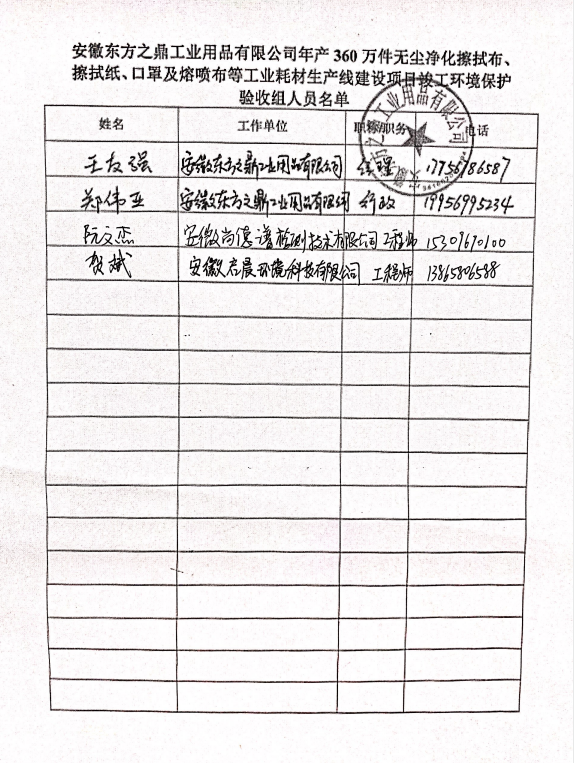 安徽东方之鼎工业用品有限公司年产 360 万件无尘净化擦拭布、
擦拭纸、口罩及熔喷布等工业耗材生产线建设项目竣工环境保护
验收组人员名单
姓名 工作单位 职称/职务 电话
王友强 安徽东方之鼎工业用品有限公司 经理 17756786587
郑伟亚 安徽东方之鼎工业用品有限公司 行政 19956995234
阮文杰 安徽尚德谱检测技术有限公司 工程师 15309670100
贺斌 安徽启晨环境科技有限公司 工程师 13865806588